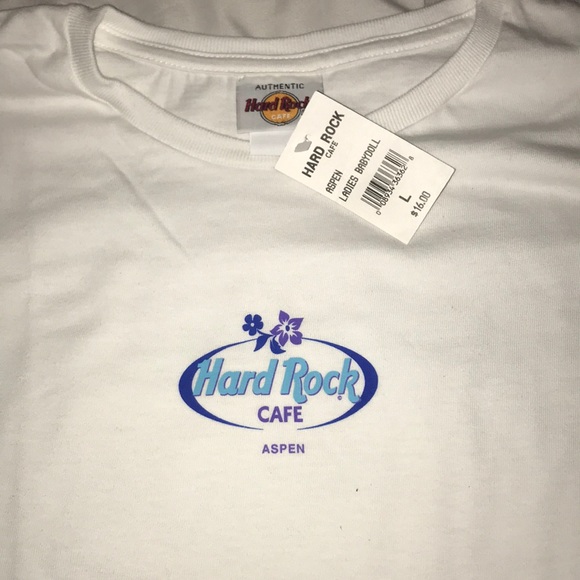 AUTHENTIC
Hard Rock
CAFE
HARD ROCK
CAFE
ASPEN
LADIES BABYDOLL
L
$16.00
Hard Rock
CAFE
ASPEN